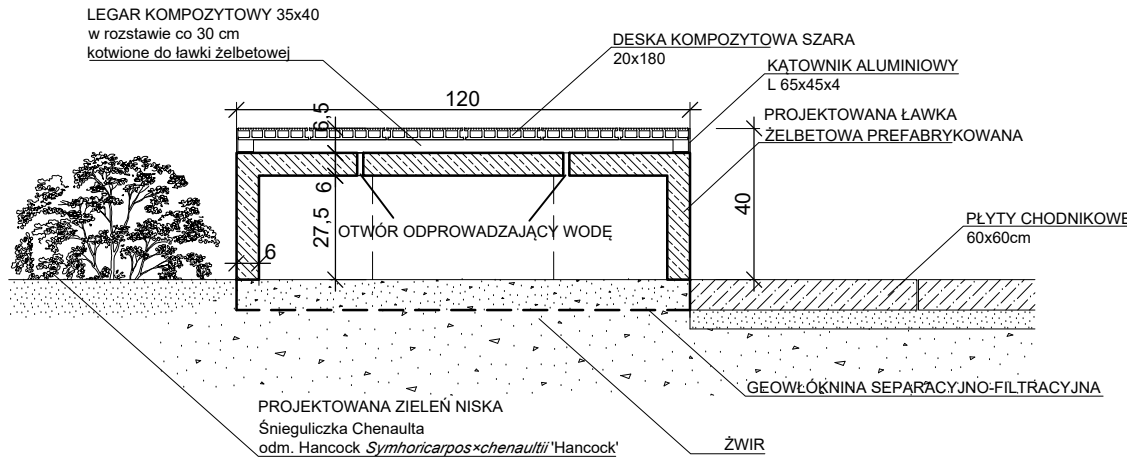 LEGAR KOMPOZYTOWY 35x40
w rozstawie co 30 cm
kotwione do ławki żelbetowej
DESKA KOMPOZYTOWA SZARA
20x180
KĄTOWNIK ALUMINIOWY
L 65x45x4
120
PROJEKTOWANA ŁAWKA
ŻELBETOWA PREFABRYKOWANA
6,5
6
27,5
40
6
OTWÓR ODPROWADZAJĄCY WODĘ
PŁYTY CHODNIKOWE
60x60cm
GEOWŁÓKNINA SEPARACYJNO-FILTRACYJNA
PROJEKTOWANA ZIELEŃ NISKA
Śnieguliczka Chenaulta
odm. Hancock Symhoricarpos×chenaultii 'Hancock'
ŻWIR